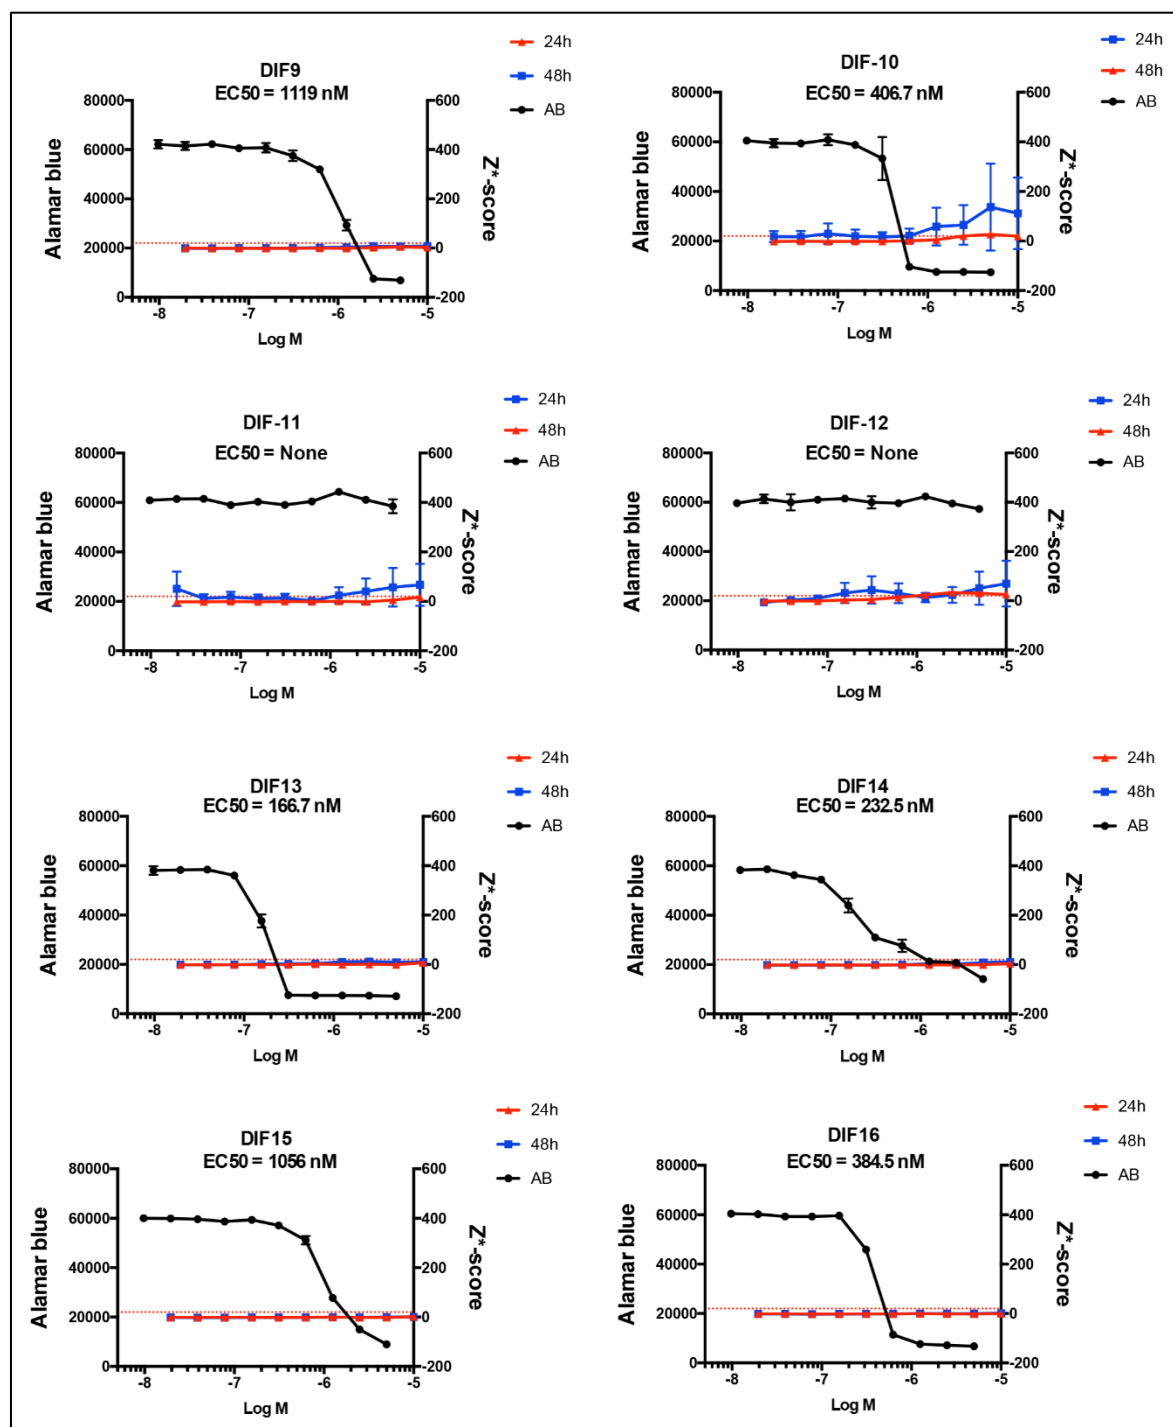 DIF9
EC50 = 1119 nM
24h
48h
AB
80000
60000
40000
20000
0
600
400
200
0
-200
-8
-7
-6
-5
Alamar blue
Z*-score
Log M
DIF-10
EC50 = 406.7 nM
24h
48h
AB
80000
60000
40000
20000
0
600
400
200
0
-200
-8
-7
-6
-5
Alamar blue
Z*-score
Log M
DIF-11
EC50 = None
24h
48h
AB
80000
60000
40000
20000
0
600
400
200
0
-200
-8
-7
-6
-5
Alamar blue
Z*-score
Log M
DIF-12
EC50 = None
24h
48h
AB
80000
60000
40000
20000
0
600
400
200
0
-200
-8
-7
-6
-5
Alamar blue
Z*-score
Log M
DIF13
EC50 = 166.7 nM
24h
48h
AB
80000
60000
40000
20000
0
600
400
200
0
-200
-8
-7
-6
-5
Alamar blue
Z*-score
Log M
DIF14
EC50 = 232.5 nM
24h
48h
AB
80000
60000
40000
20000
0
600
400
200
0
-200
-8
-7
-6
-5
Alamar blue
Z*-score
Log M
DIF15
EC50 = 1056 nM
24h
48h
AB
80000
60000
40000
20000
0
600
400
200
0
-200
-8
-7
-6
-5
Alamar blue
Z*-score
Log M
DIF16
EC50 = 384.5 nM
24h
48h
AB
80000
60000
40000
20000
0
600
400
200
0
-200
-8
-7
-6
-5
Alamar blue
Z*-score
Log M